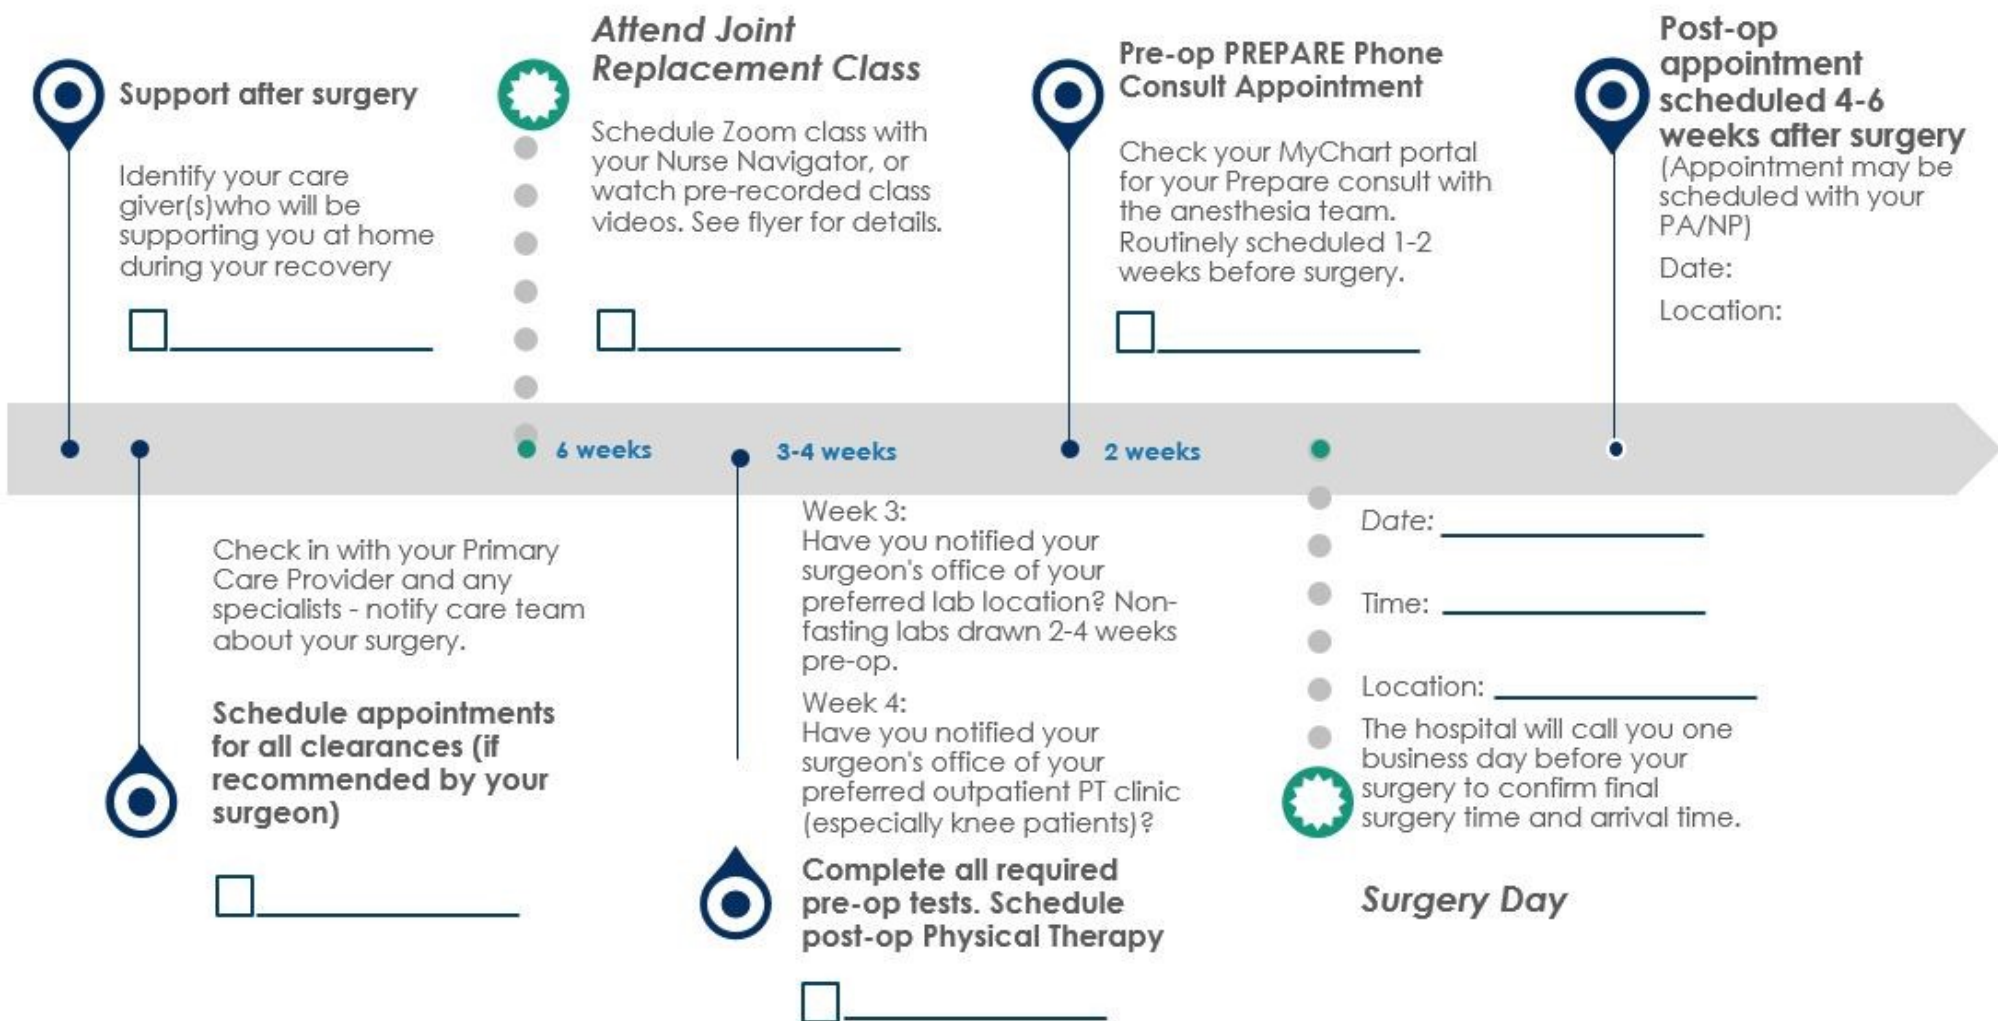 Support after surgery
Identify your care
giver(s)who will be
supporting you at home
during your recovery
Attend Joint
Replacement Class
Schedule Zoom class with
your Nurse Navigator, or
watch pre-recorded class
videos. See flyer for details.
Pre-op PREPARE Phone
Consult Appointment
Check your MyChart portal
for your Prepare consult with
the anesthesia team.
Routinely scheduled 1-2
weeks before surgery.
Post-op
appointment
scheduled 4-6
weeks after surgery
(Appointment may be
scheduled with your
PA/NP)
Date:
Location:
6 weeks
3-4 weeks
2 weeks
Check in with your Primary
Care Provider and any
specialists - notify care team
about your surgery.
Schedule appointments
for all clearances (if
recommended by your
surgeon)
Week 3:
Have you notified your
surgeon's office of your
preferred lab location? Non-
fasting labs drawn 2-4 weeks
pre-op.
Week 4:
Have you notified your
surgeon's office of your
preferred outpatient PT clinic
(especially knee patients)?
Complete all required
pre-op tests. Schedule
post-op Physical Therapy
Date:
Time:
Location:
The hospital will call you one
business day before your
surgery to confirm final
surgery time and arrival time.
Surgery Day